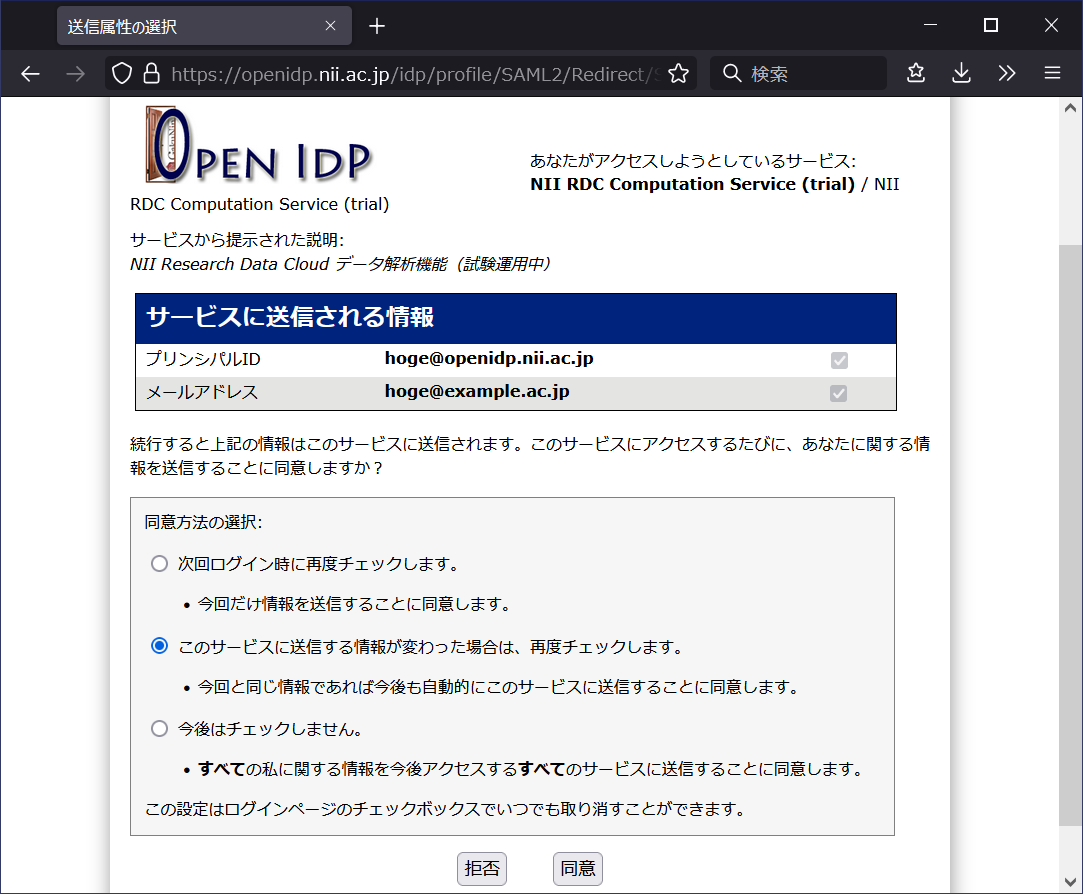 送信属性の選択
https://openidp.nii.ac.jp/idp/profile/SAML2/Redirect/
検索
OPEN IDP
あなたがアクセスしようとしているサービス:
NII RDC Computation Service (trial) / NII
RDC Computation Service (trial)
サービスから提示された説明:
NII Research Data Cloud データ解析機能（試験運用中）
サービスに送信される情報
プリンシパルID hoge@openidp.nii.ac.jp
メールアドレス hoge@example.ac.jp
続行すると上記の情報はこのサービスに送信されます。このサービスにアクセスするたびに、あなたに関する情
報を送信することに同意しますか？
同意方法の選択:
次回ログイン時に再度チェックします。
• 今回だけ情報を送信することに同意します。
このサービスに送信する情報が変わった場合は、再度チェックします。
• 今回と同じ情報であれば今後も自動的にこのサービスに送信することに同意します。
今後はチェックしません。
• すべての私に関する情報を今後アクセスするすべてのサービスに送信することに同意します。
この設定はログインページのチェックボックスでいつでも取り消すことができます。
拒否 同意